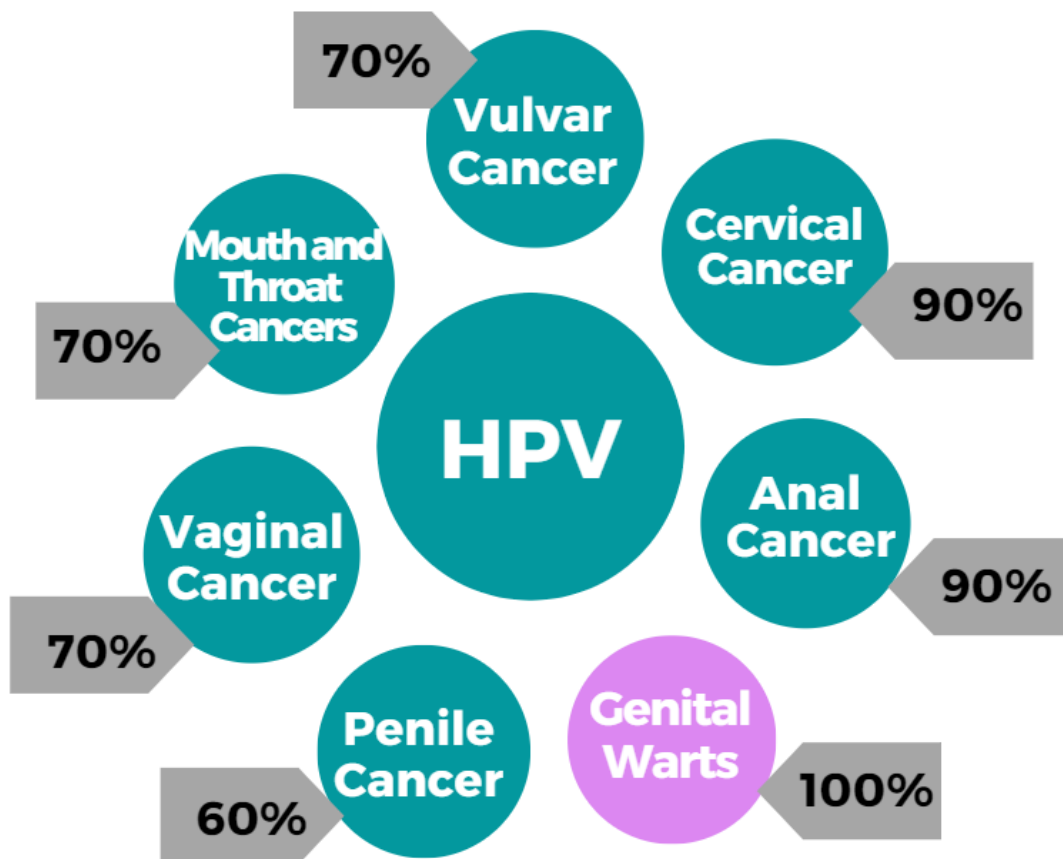 70%
Vulvar
Cancer
Cervical
Cancer
90%
Mouth and
Throat
Cancers
70%
HPV
Anal
Cancer
90%
Vaginal
Cancer
70%
Genital
Warts
100%
Penile
Cancer
60%